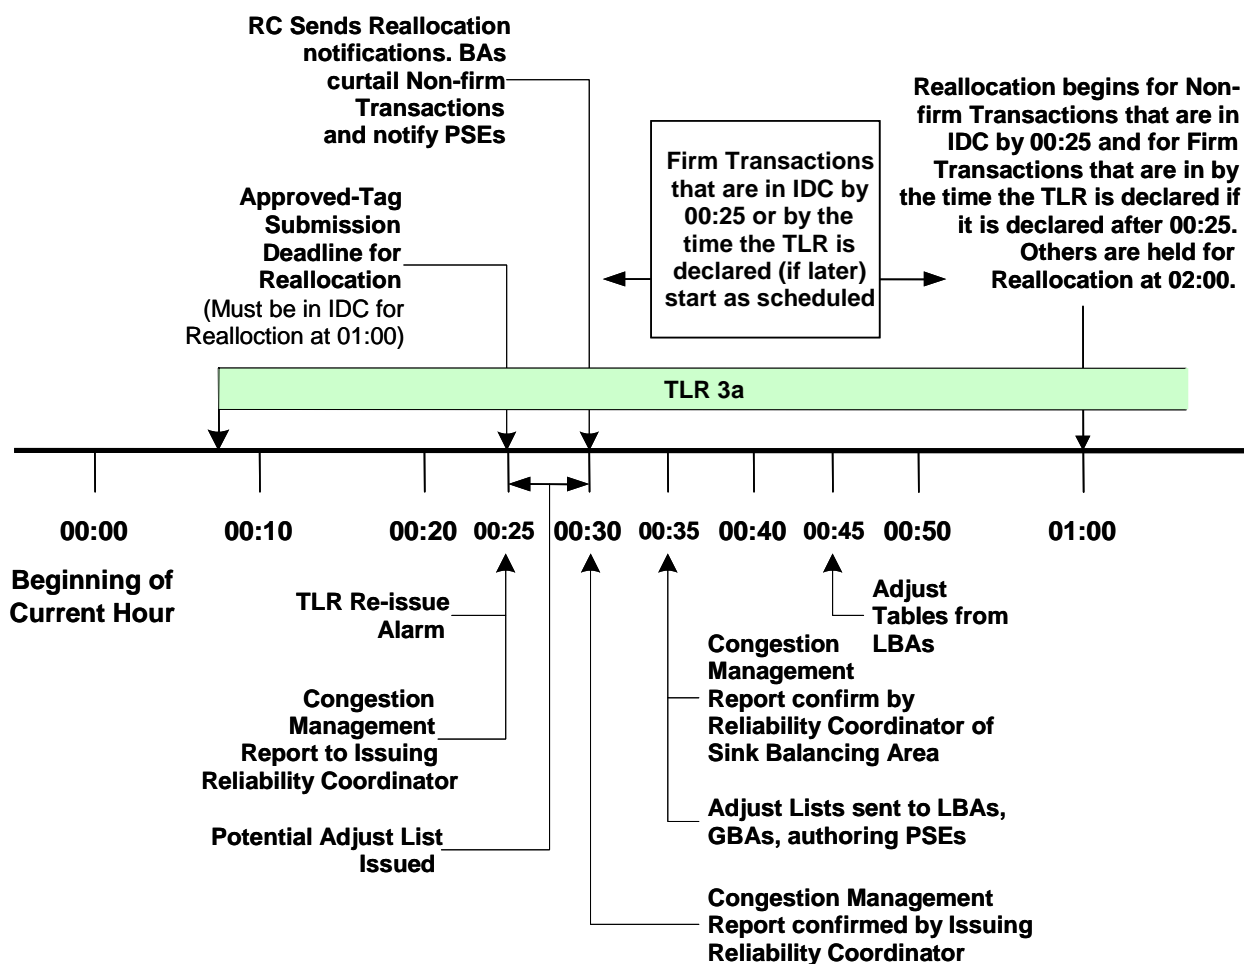 RC Sends Reallocation
notifications. BAs
curtail Non-firm
Transactions
and notify PSEs
Reallocation begins for Non-
firm Transactions that are in
IDC by 00:25 and for Firm
Transactions that are in by
the time the TLR is declared if
it is declared after 00:25.
Others are held for
Reallocation at 02:00.
Firm Transactions
that are in IDC by
00:25 or by the
time the TLR is
declared (if later)
start as scheduled
Approved-Tag
Submission
Deadline for
Reallocation
(Must be in IDC for
Realloction at 01:00)
TLR 3a
00:00
00:10
00:20
00:25
00:30
00:35
00:40
00:45
00:50
01:00
Beginning of
Current Hour
TLR Re-issue
Alarm
Adjust
Tables from
LBAs
Congestion
Management
Report to Issuing
Reliability Coordinator
Congestion
Management
Report confirm by
Reliability Coordinator of
Sink Balancing Area
Potential Adjust List
Issued
Adjust Lists sent to LBAs,
GBAs, authoring PSEs
Congestion Management
Report confirmed by Issuing
Reliability Coordinator